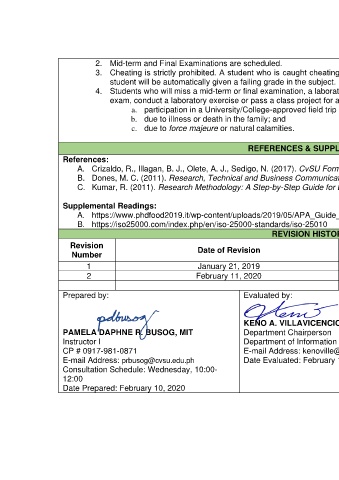 2. Mid-term and Final Examinations are scheduled.
3. Cheating is strictly prohibited. A student who is caught cheating
student will be automatically given a failing grade in the subject.
4. Students who will miss a mid-term or final examination, a laborat
exam, conduct a laboratory exercise or pass a class project for a
a. participation in a University/College-approved field trip
b. due to illness or death in the family; and
c. due to force majeure or natural calamities.
REFERENCES & SUPPL
References:
A. Crizaldo, R., Illagan, B. J., Olete, A. J., Sedigo, N. (2017). CvSU Form
B. Dones, M. C. (2011). Research, Technical and Business Communica
C. Kumar, R. (2011). Research Methodology: A Step-by-Step Guide for
Supplemental Readings:
A. https://www.phdfood2019.it/wp-content/uploads/2019/05/APA_Guide_
B. https://iso25000.com/index.php/en/iso-25000-standards/iso-25010
REVISION HISTOR
Revision Number
Date of Revision
1 January 21, 2019
2 February 11, 2020
Prepared by:
pdbusog
PAMELA DAPHNE R. BUSOG, MIT
Instructor I
CP # 0917-981-0871
E-mail Address: prbusog@cvsu.edu.ph
Consultation Schedule: Wednesday, 10:00-
12:00
Date Prepared: February 10, 2020
Evaluated by:
KENO A. VILLAVICENCIO
Department Chairperson
Department of Information
E-mail Address: kenoville@
Date Evaluated: February